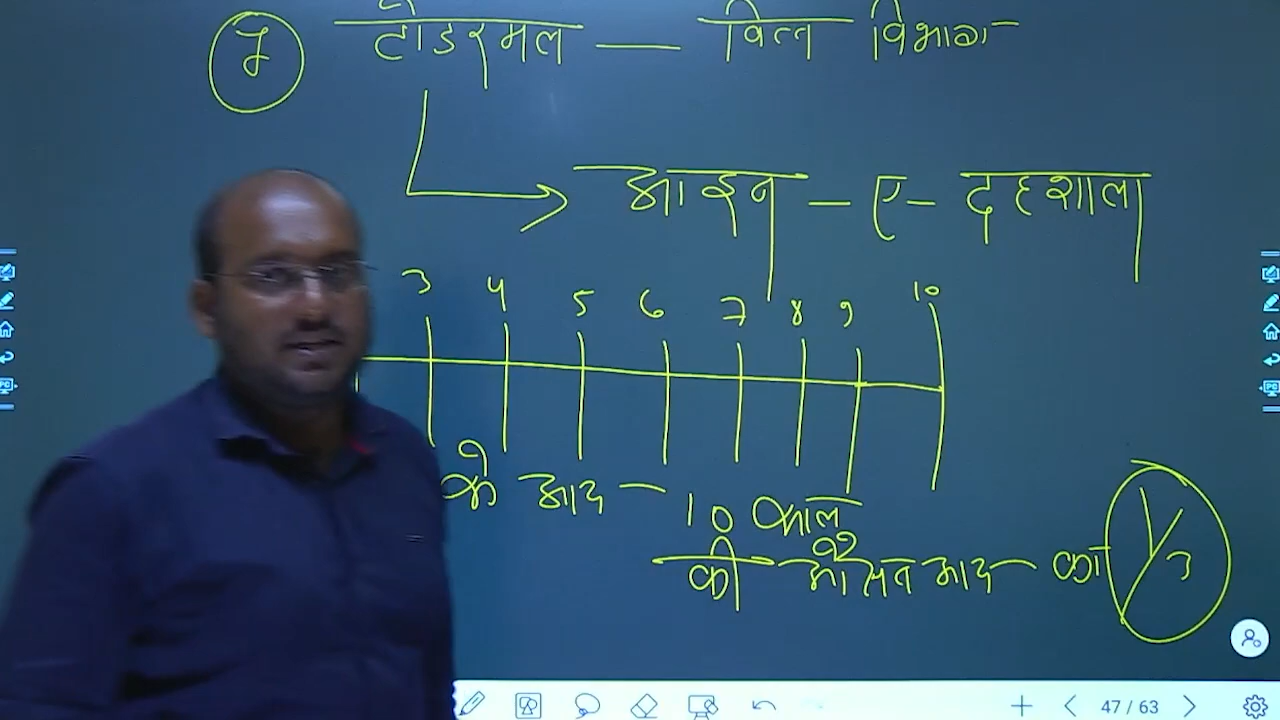 7 टोडरमल — वित्त विभाग
आइन - ए - दहशाला
3 4 5 6 7 8 9 10
के बाद — 10 साल
की औसत आय — का 1/3
47 / 63